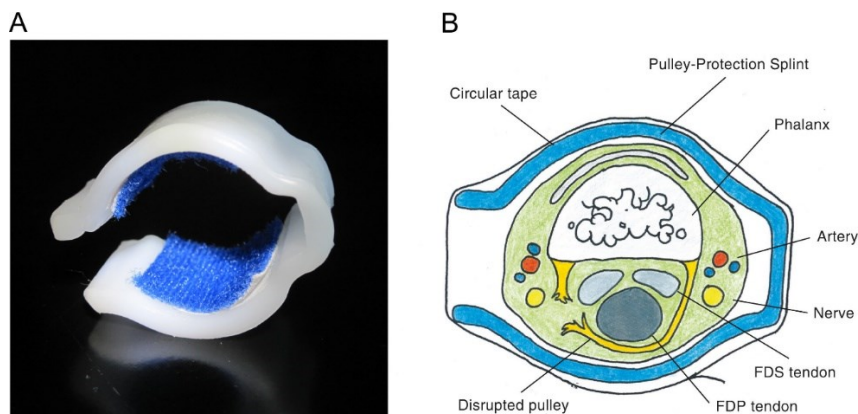 A
B
Pulley-Protection Splint
Circular tape
Phalanx
Artery
Nerve
FDS tendon
Disrupted pulley
FDP tendon